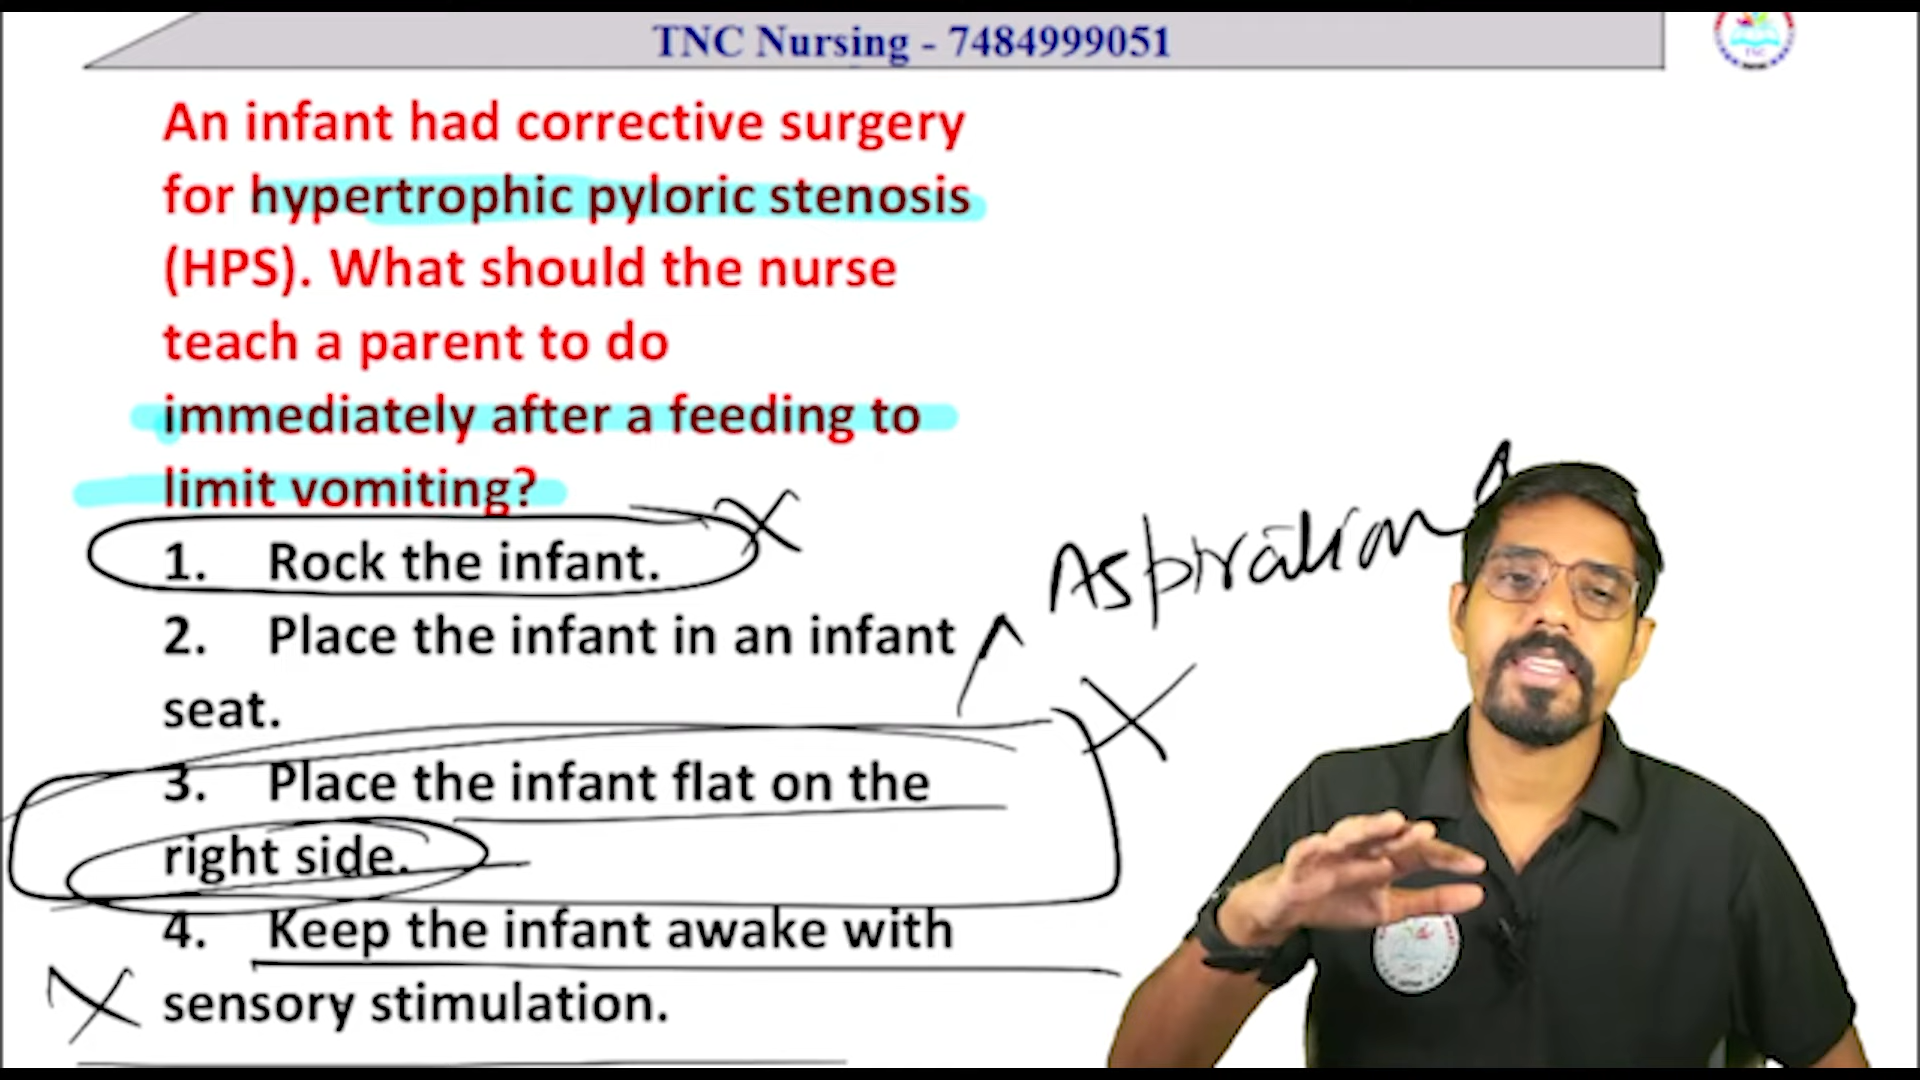 TNC Nursing - 7484999051
An infant had corrective surgery
for hypertrophic pyloric stenosis
(HPS). What should the nurse
teach a parent to do
immediately after a feeding to
limit vomiting?
1. Rock the infant.
2. Place the infant in an infant
seat.
Aspiration
3. Place the infant flat on the
right side.
4. Keep the infant awake with
sensory stimulation.